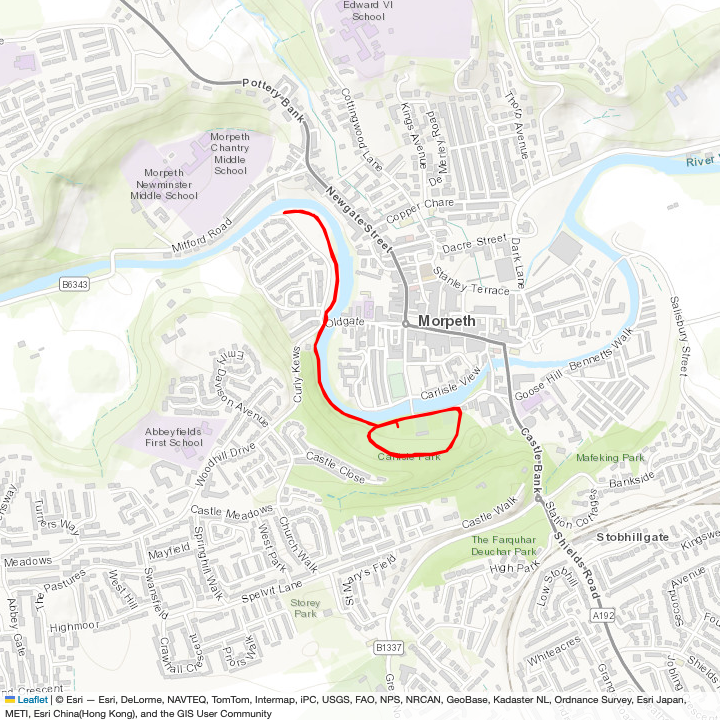 Edward VI
School
Pottery Bank
Cottingwood Lane
Kings Avenue
De Merley Road
Thorp Avenue
Morpeth
Chantry
Middle
School
Morpeth
Newminster
Middle School
River
Newgate Street
Copper Chare
Mitford Road
Dacre Street
Dark Lane
B6343
Stanley Terrace
Oldgate
Morpeth
Salisbury Street
Goose Hill
Bennetts Walk
Curly Kews
Emily Davison Avenue
Carlisle View
Abbeyfields
First School
Woodhill Drive
Castle Close
Carlisle Park
Castle Bank
Mafeking Park
Bankside
Station Cottages
Turners Way
Castle Meadows
Castle Walk
Church Walk
West Park
Stobhillgate
The Farquhar
Deuchar Park
Shields Road
Kingswe
Meadows
Mayfield
Springhill Walk
High Park
Low Stobhill
Avenue
The Pastures
West Hill
Swansfield
Spelvit Lane
St Mary's Field
Second
Abbey Gate
Highmoor
Storey
Park
A192
Fou
Crescent
Crawhall Cres
Priors Walk
B1337
Whiteacres
Grang
Crescent
Leaflet | © Esri — Esri, DeLorme, NAVTEQ, TomTom, Intermap, iPC, USGS, FAO, NPS, NRCAN, GeoBase, Kadaster NL, Ordnance Survey, Esri Japan,
METI, Esri China(Hong Kong), and the GIS User Community